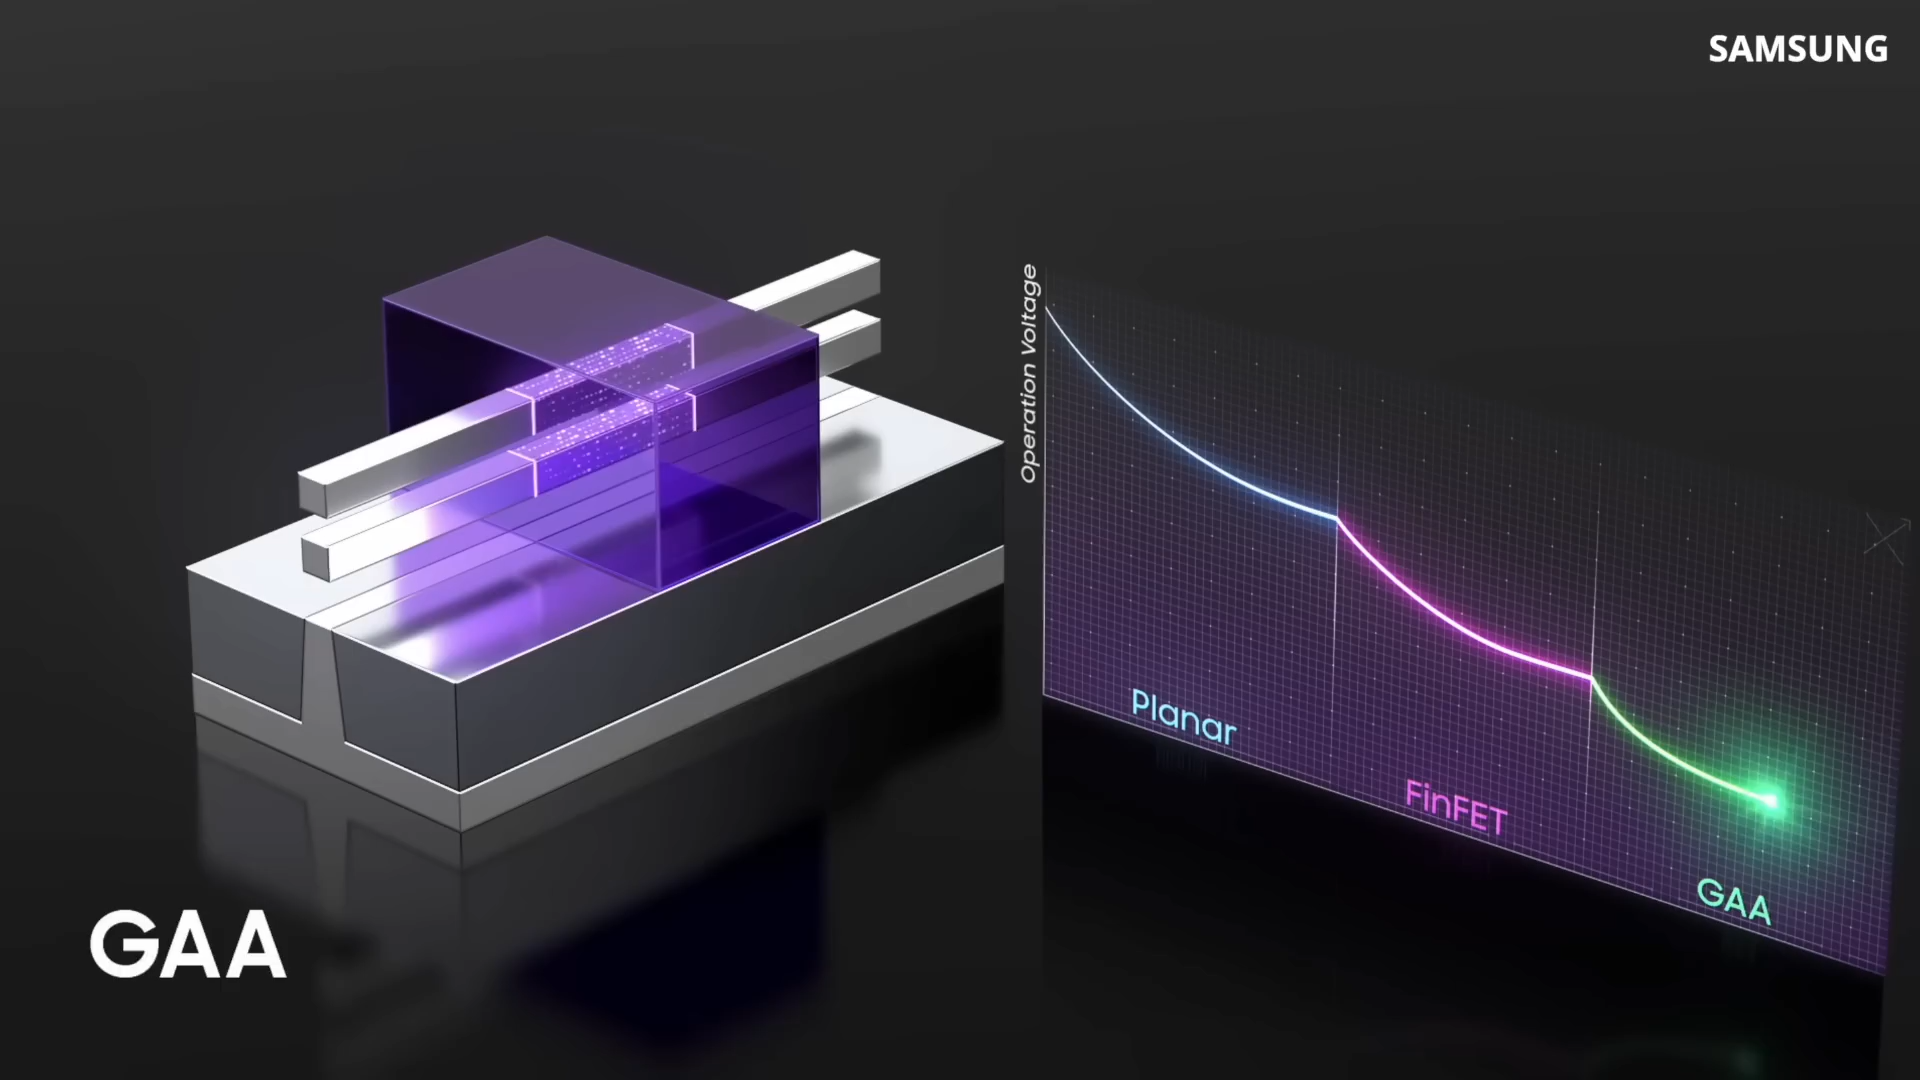 SAMSUNG
Operation Voltage
Planar
FinFET
GAA
GAA